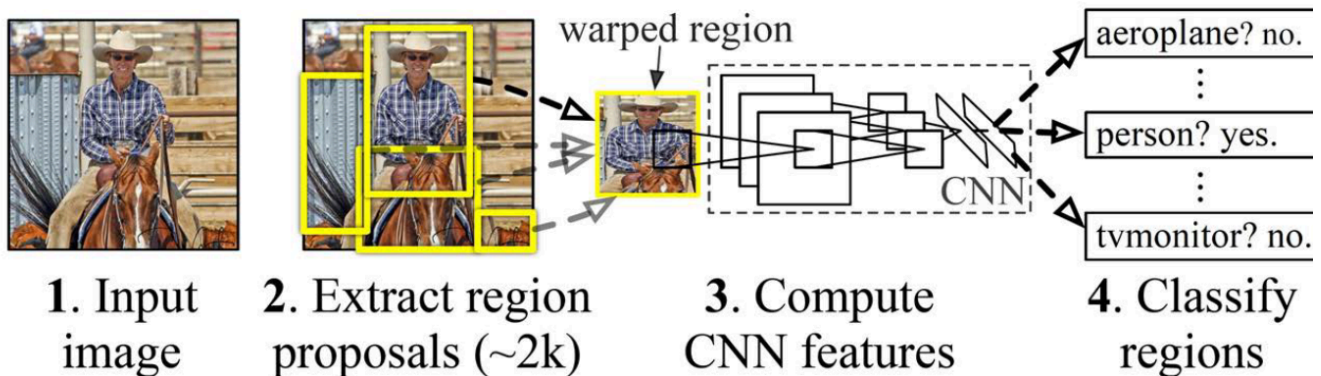 warped region
aeroplane? no.
person? yes.
CNN
tvmonitor? no.
1. Input
image
2. Extract region
proposals (~2k)
3. Compute
CNN features
4. Classify
regions